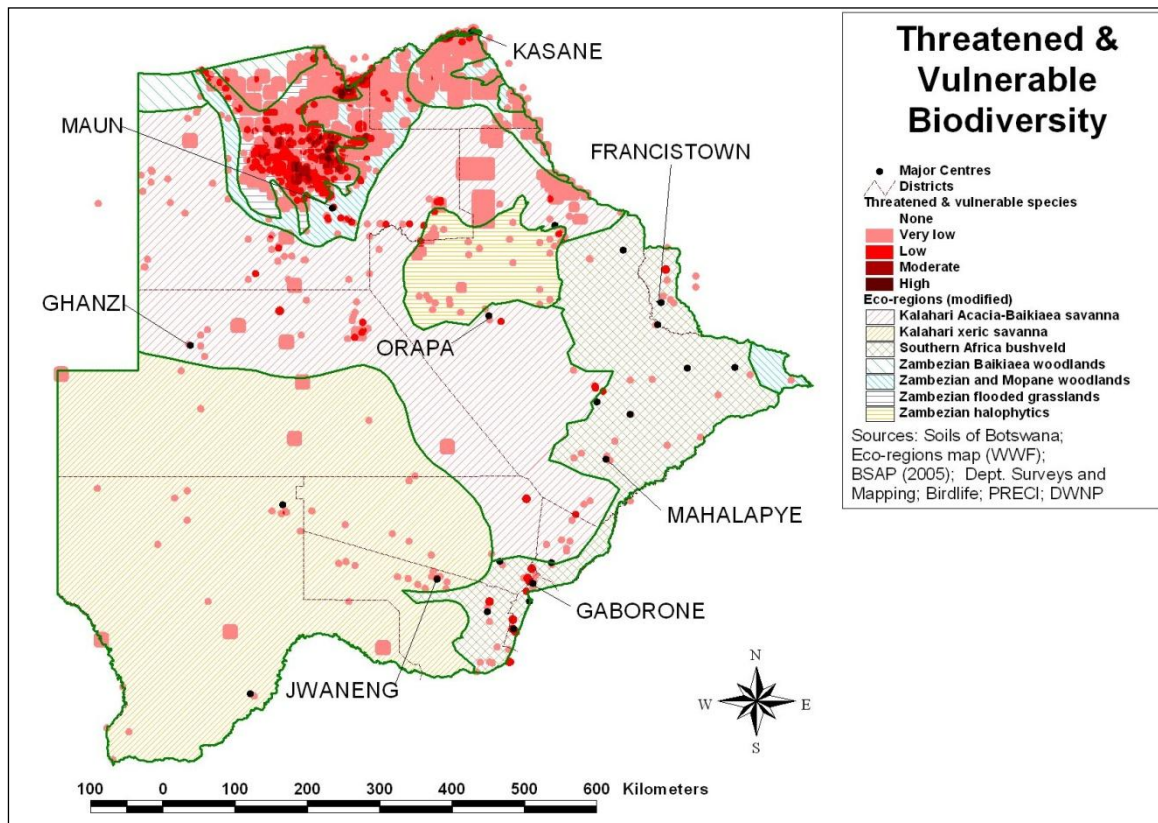 KASANE
MAUN
FRANCISTOWN
GHANZI
ORAPA
MAHALAPYE
GABORONE
JWANENG
N
W E
S
100 0 100 200 300 400 500 600 Kilometers
Threatened &
Vulnerable
Biodiversity
Major Centres
Districts
Threatened & vulnerable species
None
Very low
Low
Moderate
High
Eco-regions (modified)
Kalahari Acacia-Baikiaea savanna
Kalahari xeric savanna
Southern Africa bushveld
Zambezian Baikiaea woodlands
Zambezian and Mopane woodlands
Zambezian flooded grasslands
Zambezian halophytics
Sources: Soils of Botswana;
Eco-regions map (WWF);
BSAP (2005); Dept. Surveys and
Mapping; Birdlife; PRECI; DWNP